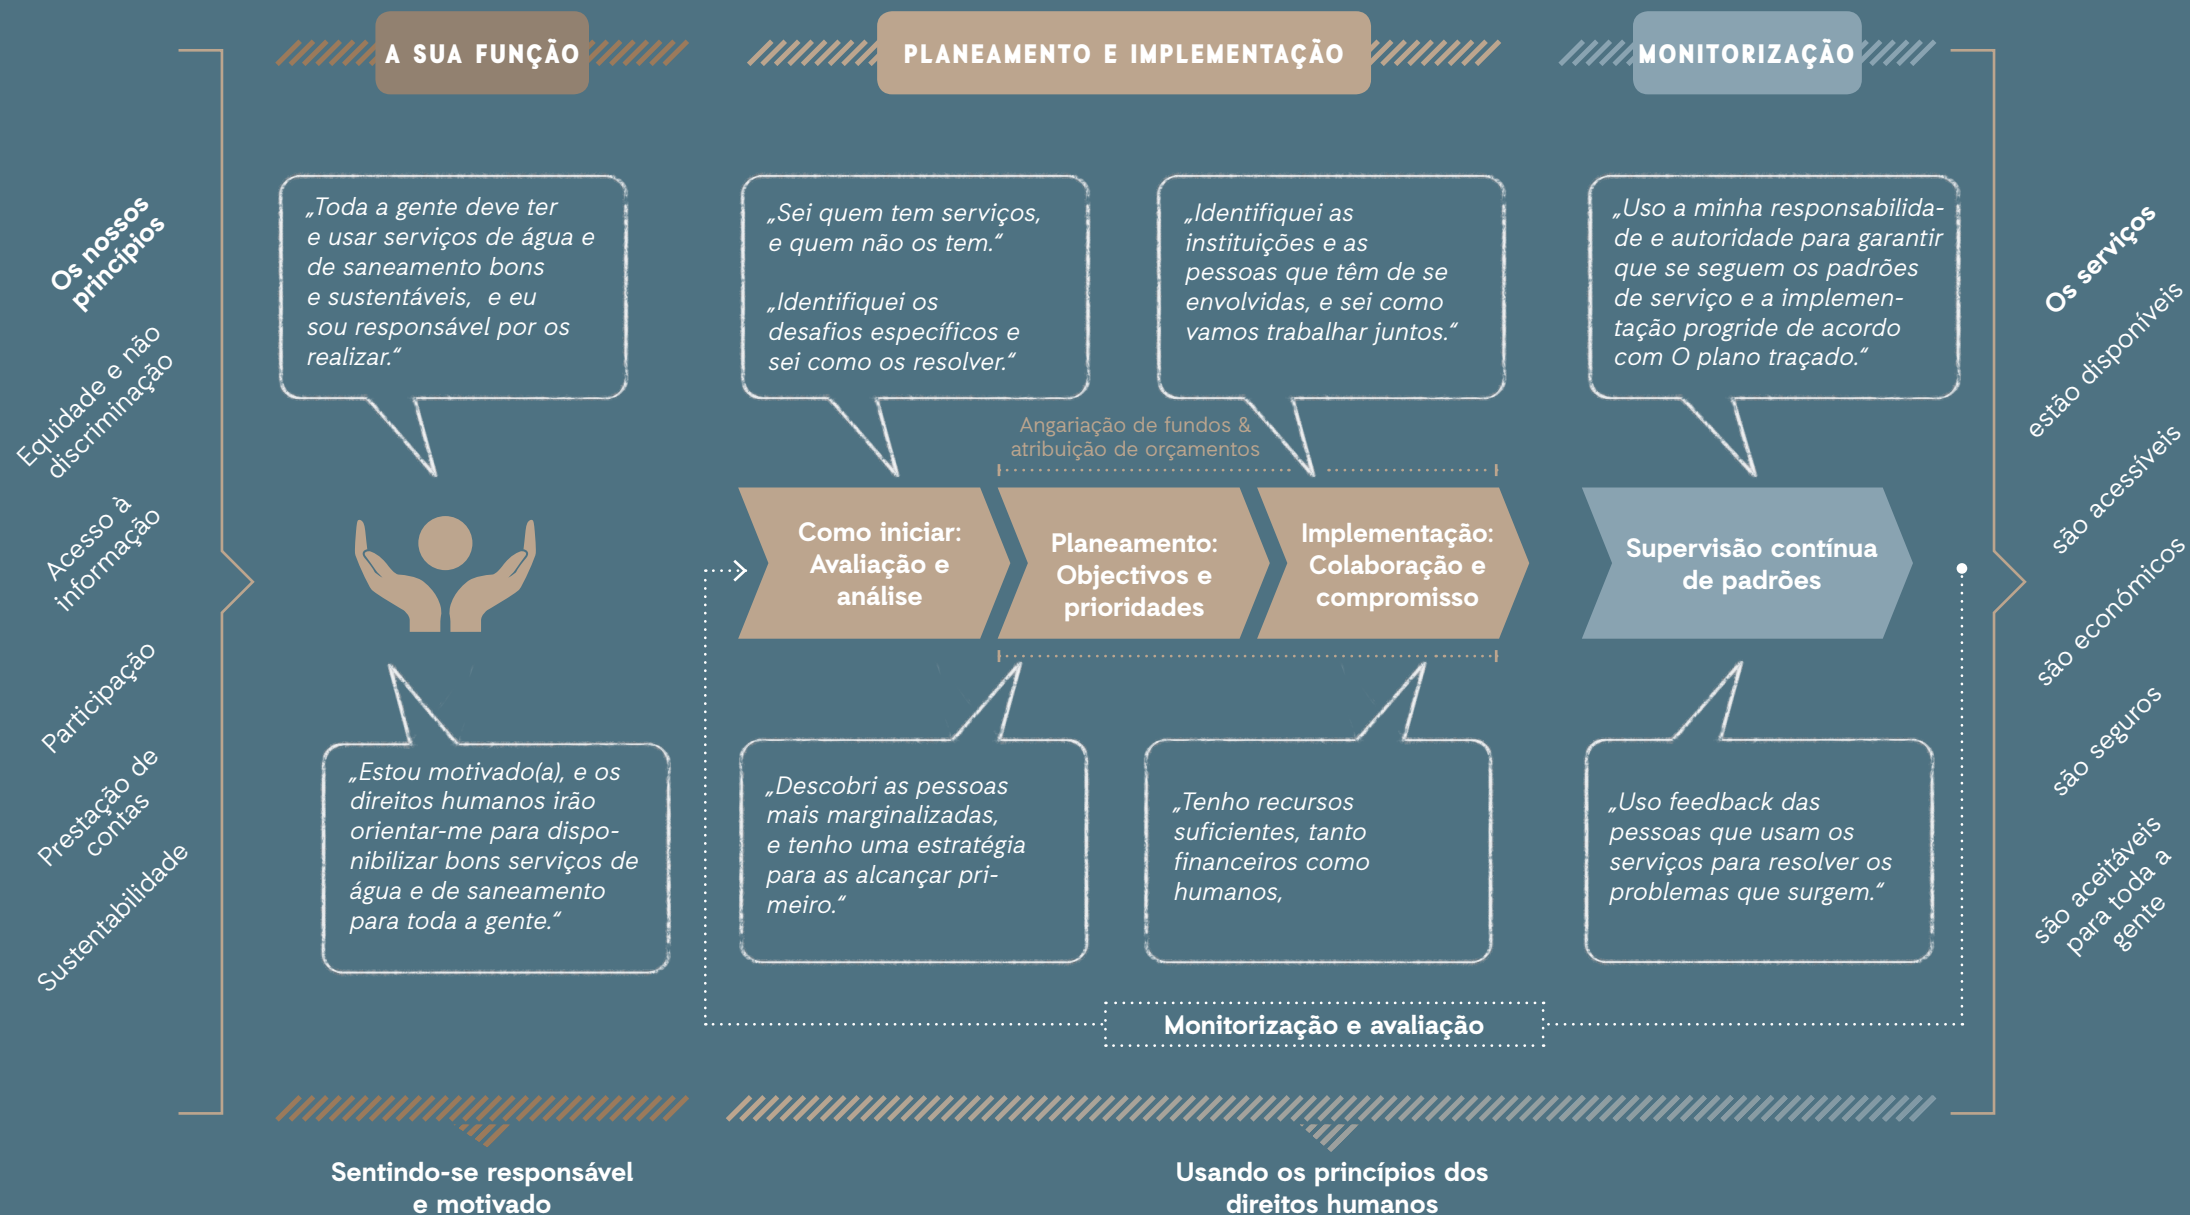 A SUA FUNÇÃO
PLANEAMENTO E IMPLEMENTAÇÃO
MONITORIZAÇÃO
Os nossos
princípios
Equidade e não
discriminação
Acesso à
informação
Participação
Prestação de
contas
Sustentabilidade
„Toda a gente deve ter
e usar serviços de água e
de saneamento bons
e sustentáveis, e eu
sou responsável por os
realizar.“
„Sei quem tem serviços,
e quem não os tem.“
„Identifiquei os
desafios específicos e
sei como os resolver.“
„Identifiquei as
instituições e as
pessoas que têm de se
envolvidas, e sei como
vamos trabalhar juntos.“
„Uso a minha responsabilida-
de e autoridade para garantir
que se seguem os padrões
de serviço e a implemen-
tação progride de acordo
com O plano traçado.“
Angariação de fundos &
atribuição de orçamentos
Como iniciar:
Avaliação e
análise
Planeamento:
Objectivos e
prioridades
Implementação:
Colaboração e
compromisso
Supervisão contínua
de padrões
„Estou motivado(a), e os
direitos humanos irão
orientar-me para dispo-
nibilizar bons serviços de
água e de saneamento
para toda a gente.“
„Descobri as pessoas
mais marginalizadas,
e tenho uma estratégia
para as alcançar pri-
meiro.“
„Tenho recursos
suficientes, tanto
financeiros como
humanos,
„Uso feedback das
pessoas que usam os
serviços para resolver os
problemas que surgem.“
Monitorização e avaliação
Sentindo-se responsável
e motivado
Usando os princípios dos
direitos humanos
Os serviços
estão disponíveis
são acessíveis
são económicos
são seguros
são aceitáveis
para toda a
gente